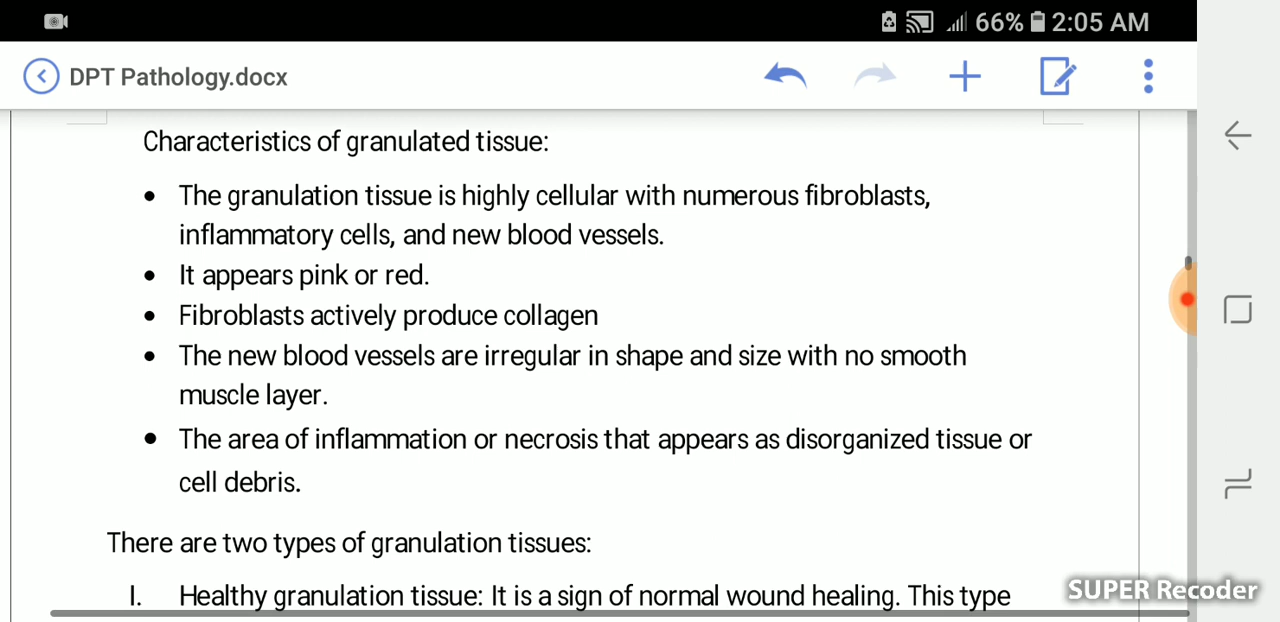 66% 2:05 AM
DPT Pathology.docx
Characteristics of granulated tissue:
• The granulation tissue is highly cellular with numerous fibroblasts,
inflammatory cells, and new blood vessels.
• It appears pink or red.
• Fibroblasts actively produce collagen
• The new blood vessels are irregular in shape and size with no smooth
muscle layer.
• The area of inflammation or necrosis that appears as disorganized tissue or
cell debris.
There are two types of granulation tissues:
I. Healthy granulation tissue: It is a sign of normal wound healing. This type
SUPER Recoder